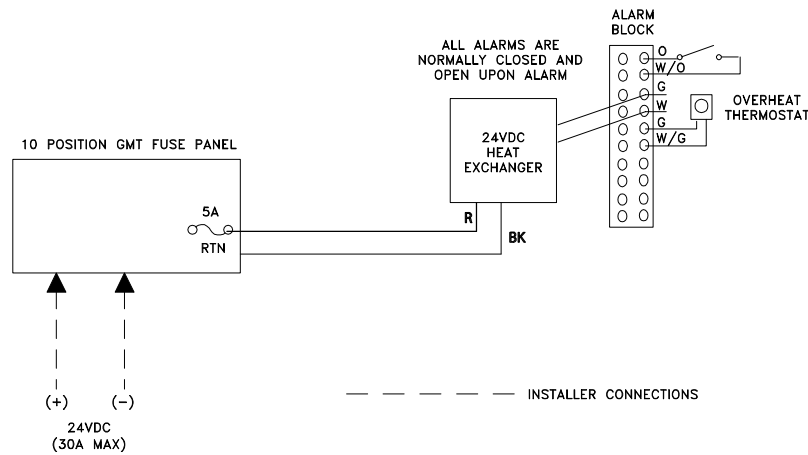 ALARM
BLOCK
ALL ALARMS ARE
NORMALLY CLOSED AND
OPEN UPON ALARM
O
W/O
G
W
G
W/G
OVERHEAT
THERMOSTAT
24VDC
HEAT
EXCHANGER
10 POSITION GMT FUSE PANEL
5A
RTN
R
BK
(+)
(-)
24VDC
(30A MAX)
INSTALLER CONNECTIONS